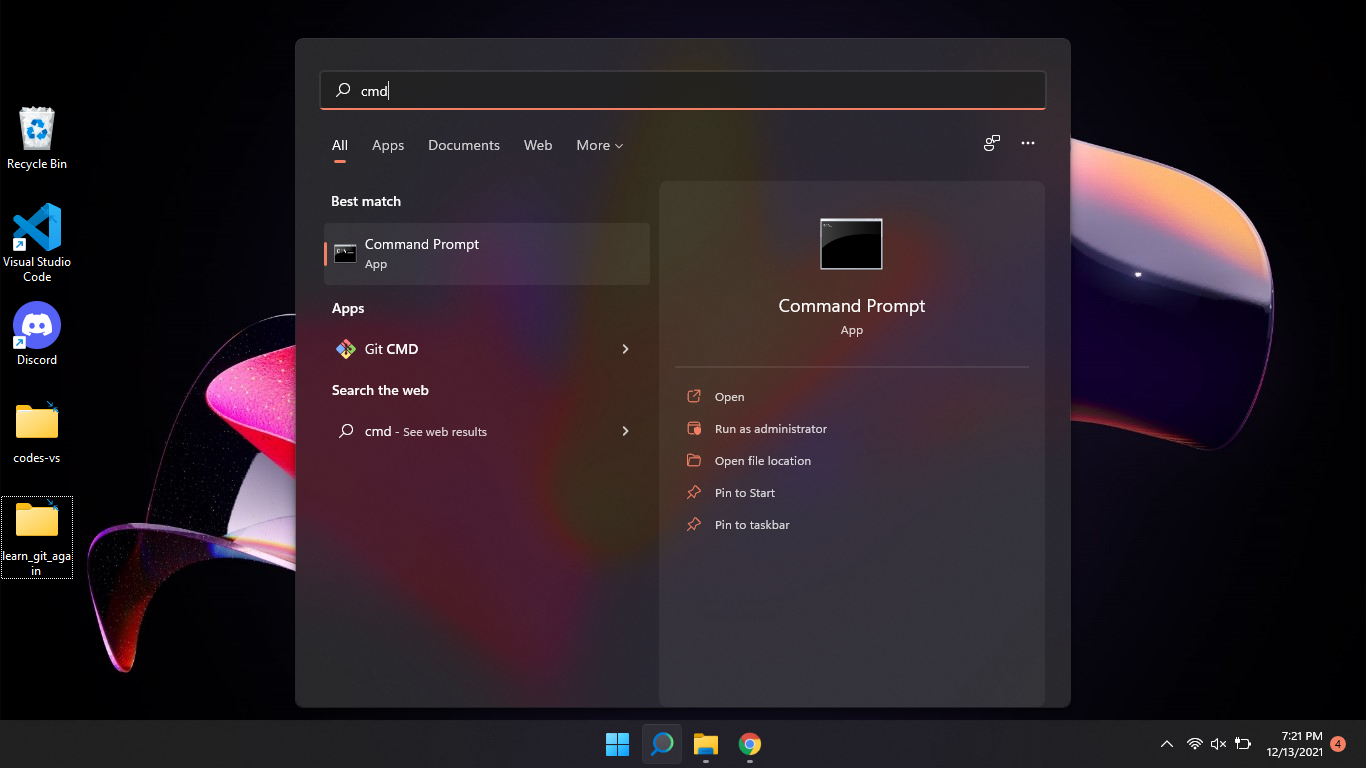 Recycle Bin
Visual Studio
Code
Discord
codes-vs
learn_git_aga
in
cmd
All Apps Documents Web More
Best match
Command Prompt
App
Apps
Git CMD
Search the web
cmd - See web results
Command Prompt
App
Open
Run as administrator
Open file location
Pin to Start
Pin to taskbar
7:21 PM
12/13/2021
4